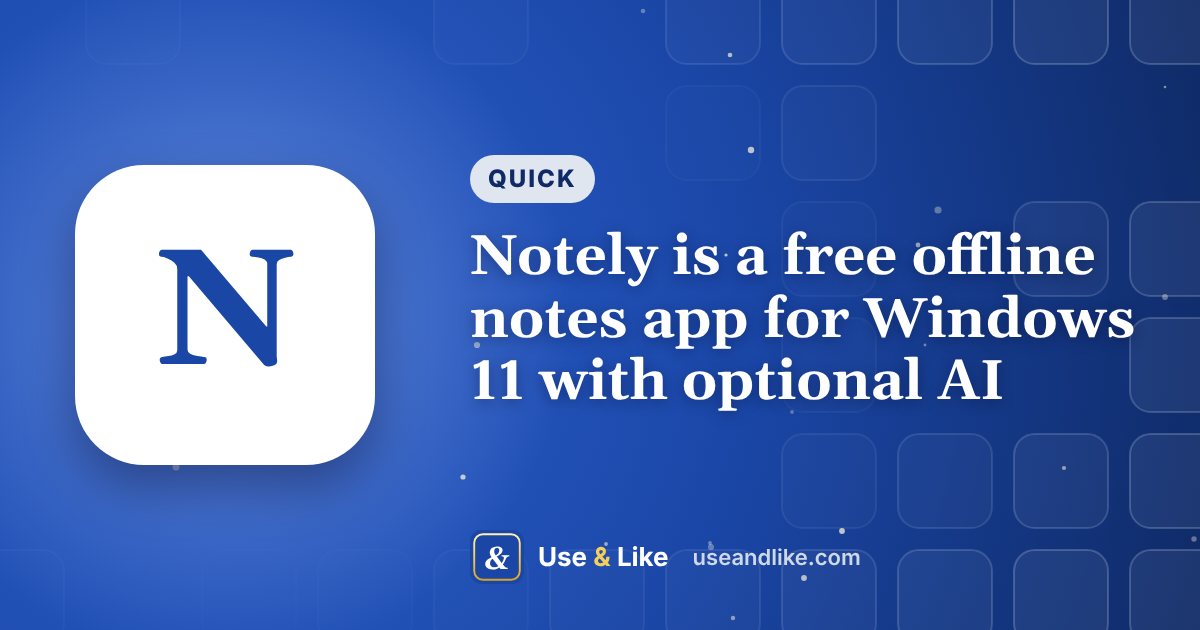 N
QUICK
Notely is a free offline
notes app for Windows
11 with optional AI
& Use & Like useandlike.com